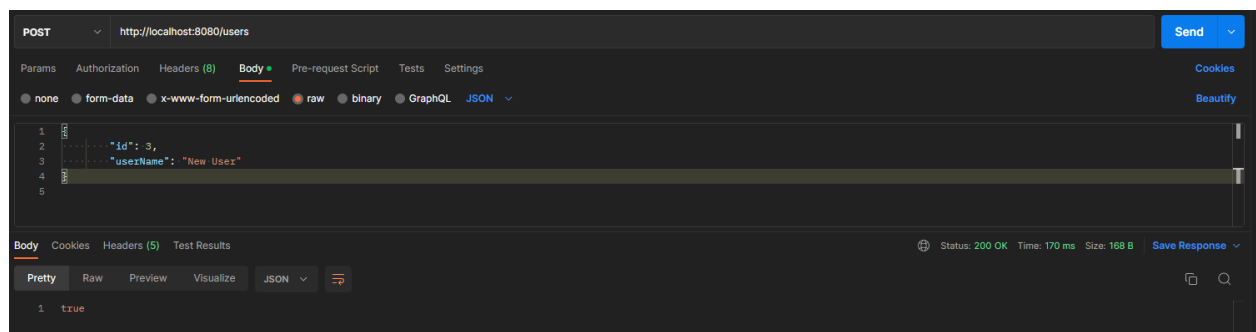 POST http://localhost:8080/users Send
Params Authorization Headers (8) Body Pre-request Script Tests Settings Cookies
none form-data x-www-form-urlencoded raw binary GraphQL JSON Beautify
1 {
2 "id": 3,
3 "userName": "New User"
4 }
5
Body Cookies Headers (5) Test Results Status: 200 OK Time: 170 ms Size: 168 B Save Response
Pretty Raw Preview Visualize JSON
1 true